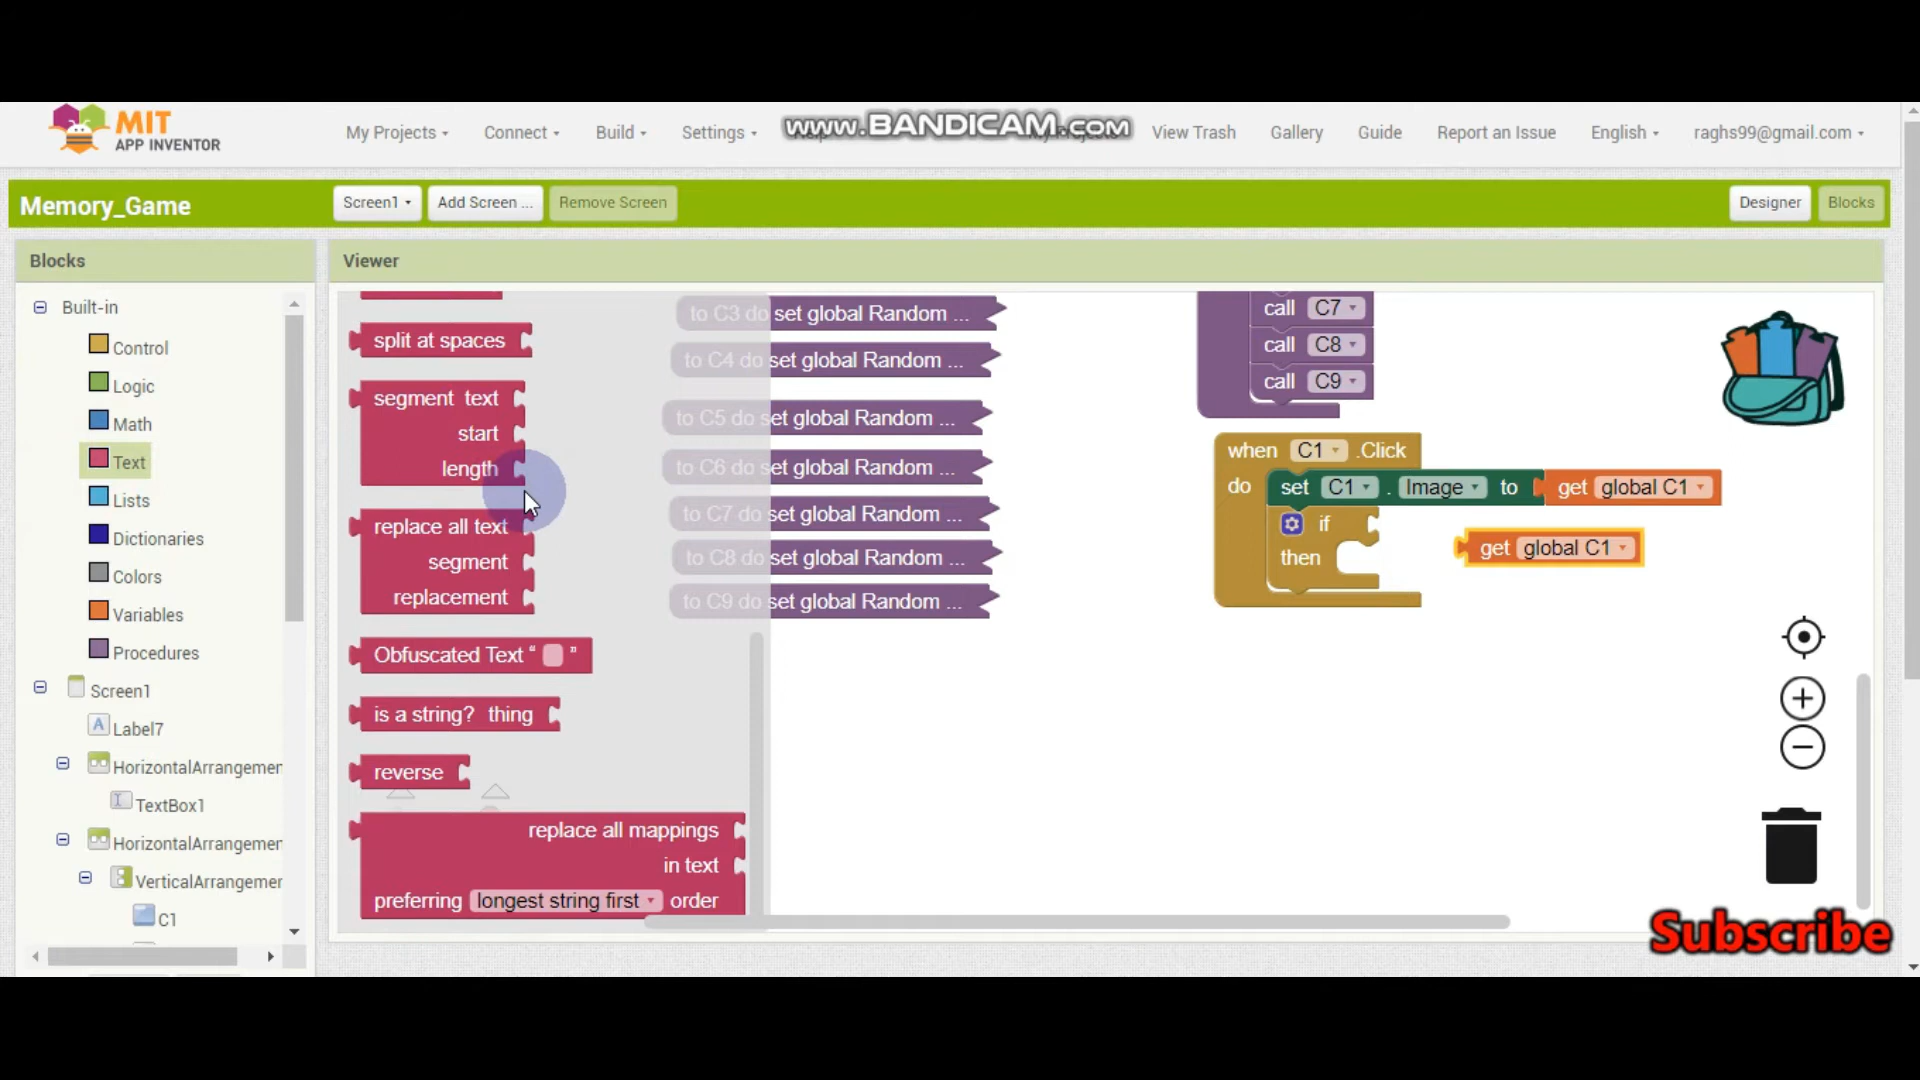 MIT
APP INVENTOR
My Projects
Connect
Build
Settings
www.BANDICAM.com
My Projects
View Trash
Gallery
Guide
Report an Issue
English
raghs99@gmail.com
Memory_Game
Screen1
Add Screen ...
Remove Screen
Designer
Blocks
Blocks
Viewer
Built-in
Control
Logic
Math
Text
Lists
Dictionaries
Colors
Variables
Procedures
Screen1
Label7
HorizontalArrangemen
TextBox1
HorizontalArrangemen
VerticalArrangemen
C1
split at spaces
segment text
start
length
replace all text
segment
replacement
Obfuscated Text “ ”
is a string? thing
reverse
replace all mappings
in text
preferring longest string first order
to C3 do set global Random ...
to C4 do set global Random ...
to C5 do set global Random ...
to C6 do set global Random ...
to C7 do set global Random ...
to C8 do set global Random ...
to C9 do set global Random ...
call C7
call C8
call C9
when C1 .Click
do set C1 . Image to get global C1
if
then
get global C1
Subscribe